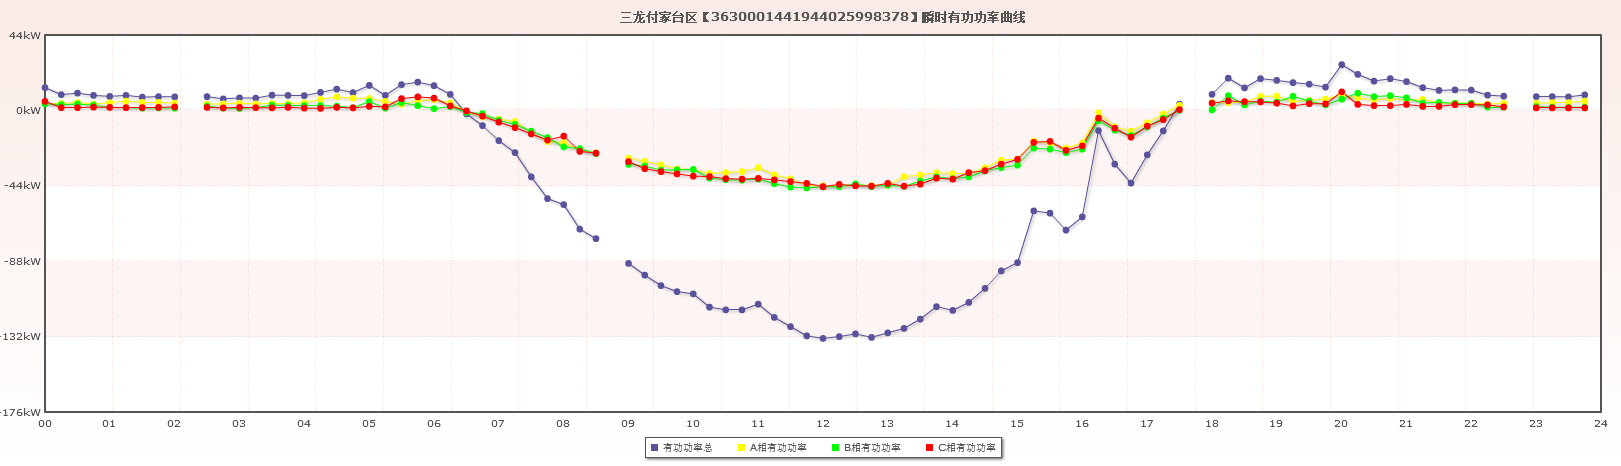 三龙付家台区【3630001441944025998378】瞬时有功功率曲线
44kW
0kW
-44kW
-88kW
-132kW
-176kW
00 01 02 03 04 05 06 07 08 09 10 11 12 13 14 15 16 17 18 19 20 21 22 23 24
有功功率总 A相有功功率 B相有功功率 C相有功功率